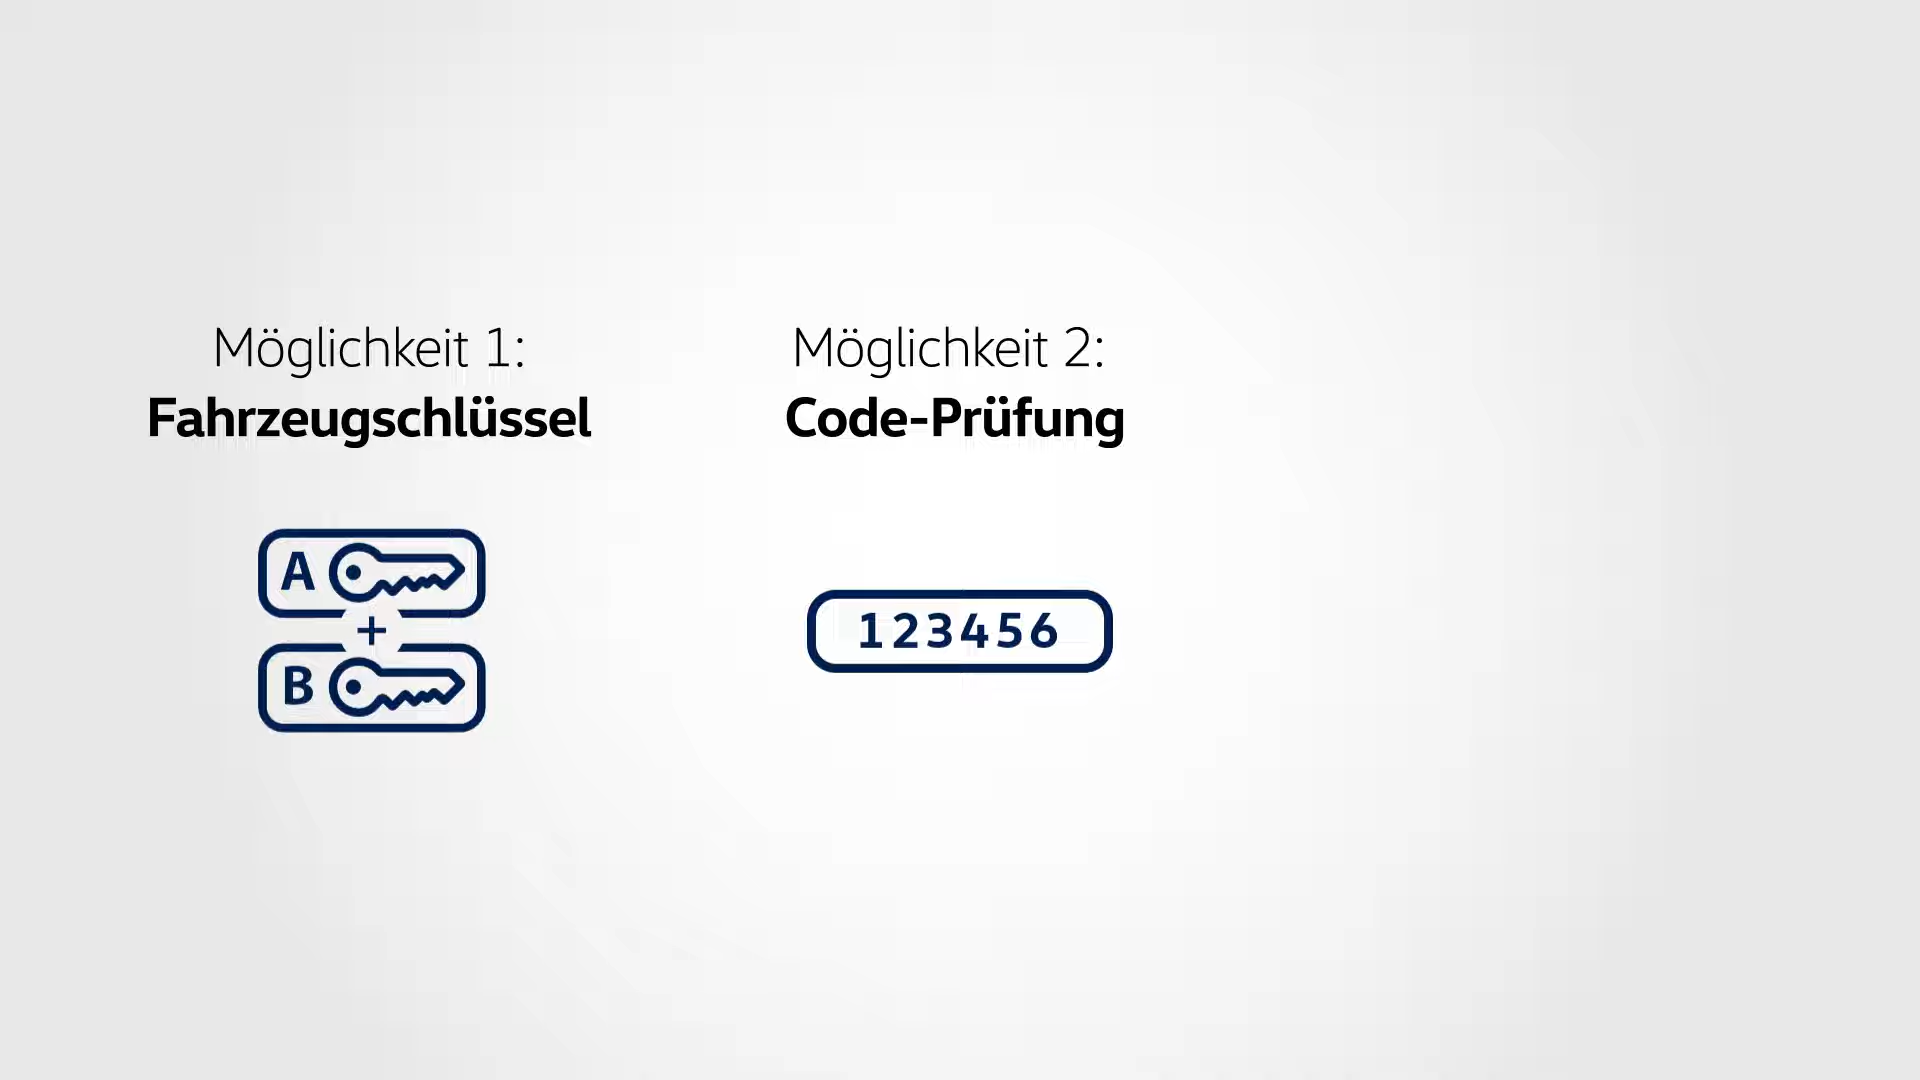 Möglichkeit 1:
Fahrzeugschlüssel
A
+
B
Möglichkeit 2:
Code-Prüfung
123456